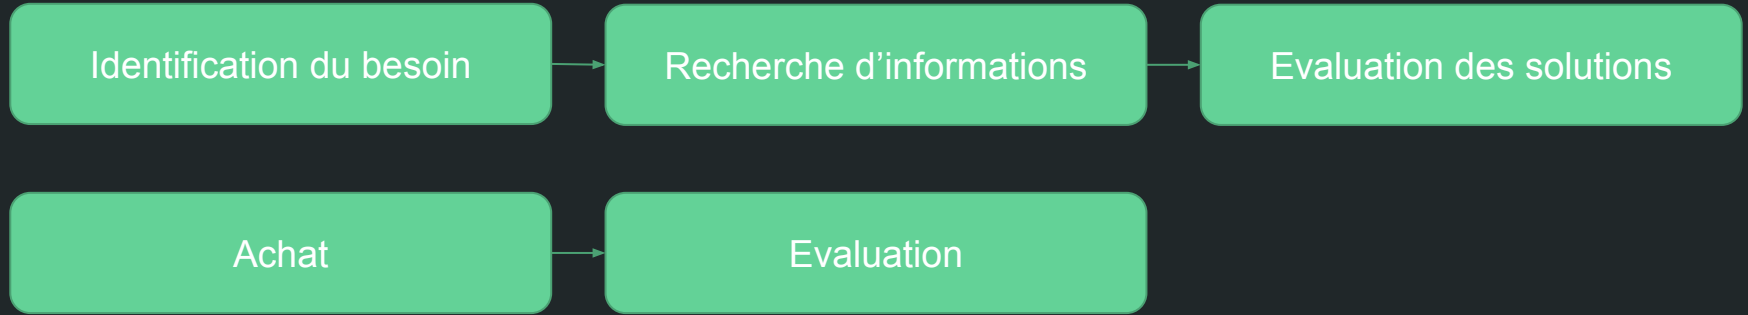 Identification du besoin
Recherche d’informations
Evaluation des solutions
Achat
Evaluation